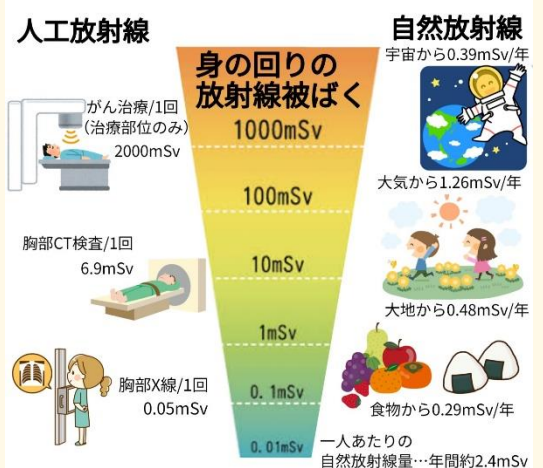 人工放射線
がん治療/1回
(治療部位のみ)
2000mSv
胸部CT検査/1回
6.9mSv
胸部X線/1回
0.05mSv
身の回りの
放射線被ばく
1000mSv
100mSv
10mSv
1mSv
0.1mSv
0.01mSv
自然放射線
宇宙から0.39mSv/年
大気から1.26mSv/年
大地から0.48mSv/年
食物から0.29mSv/年
一人あたりの
自然放射線量…年間約2.4mSv